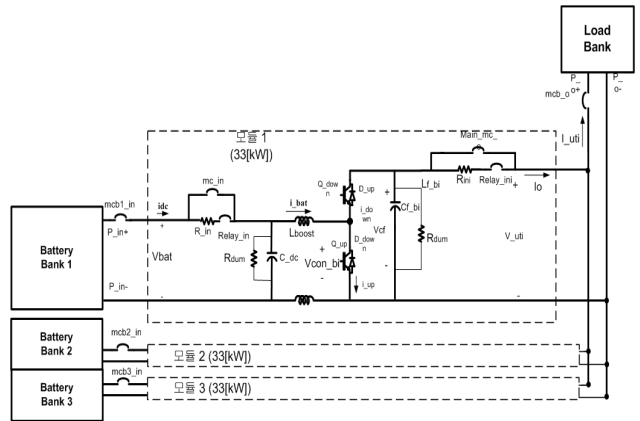 Load
Bank
P_
o+
P_
o-
mcb_o
I_uti
모듈 1
(33[kW])
Main_mc_
o
mc_in
Q_dow
n
D_up
Lf_bi
Rini
Relay_ini
+
Io
mcb1_in
idc
i_bat
i_do
wn
+
Cf_bi
P_in+
+
R_in
Relay_in
Lboost
Q_up
D_dow
n
Vcf
Rdum
V_uti
Battery
Bank 1
Vbat
Rdum
C_dc
+
Vcon_bi
-
-
P_in-
-
i_up
-
Battery
Bank 2
mcb2_in
모듈 2 (33[kW])
Battery
Bank 3
mcb3_in
모듈 3 (33[kW])